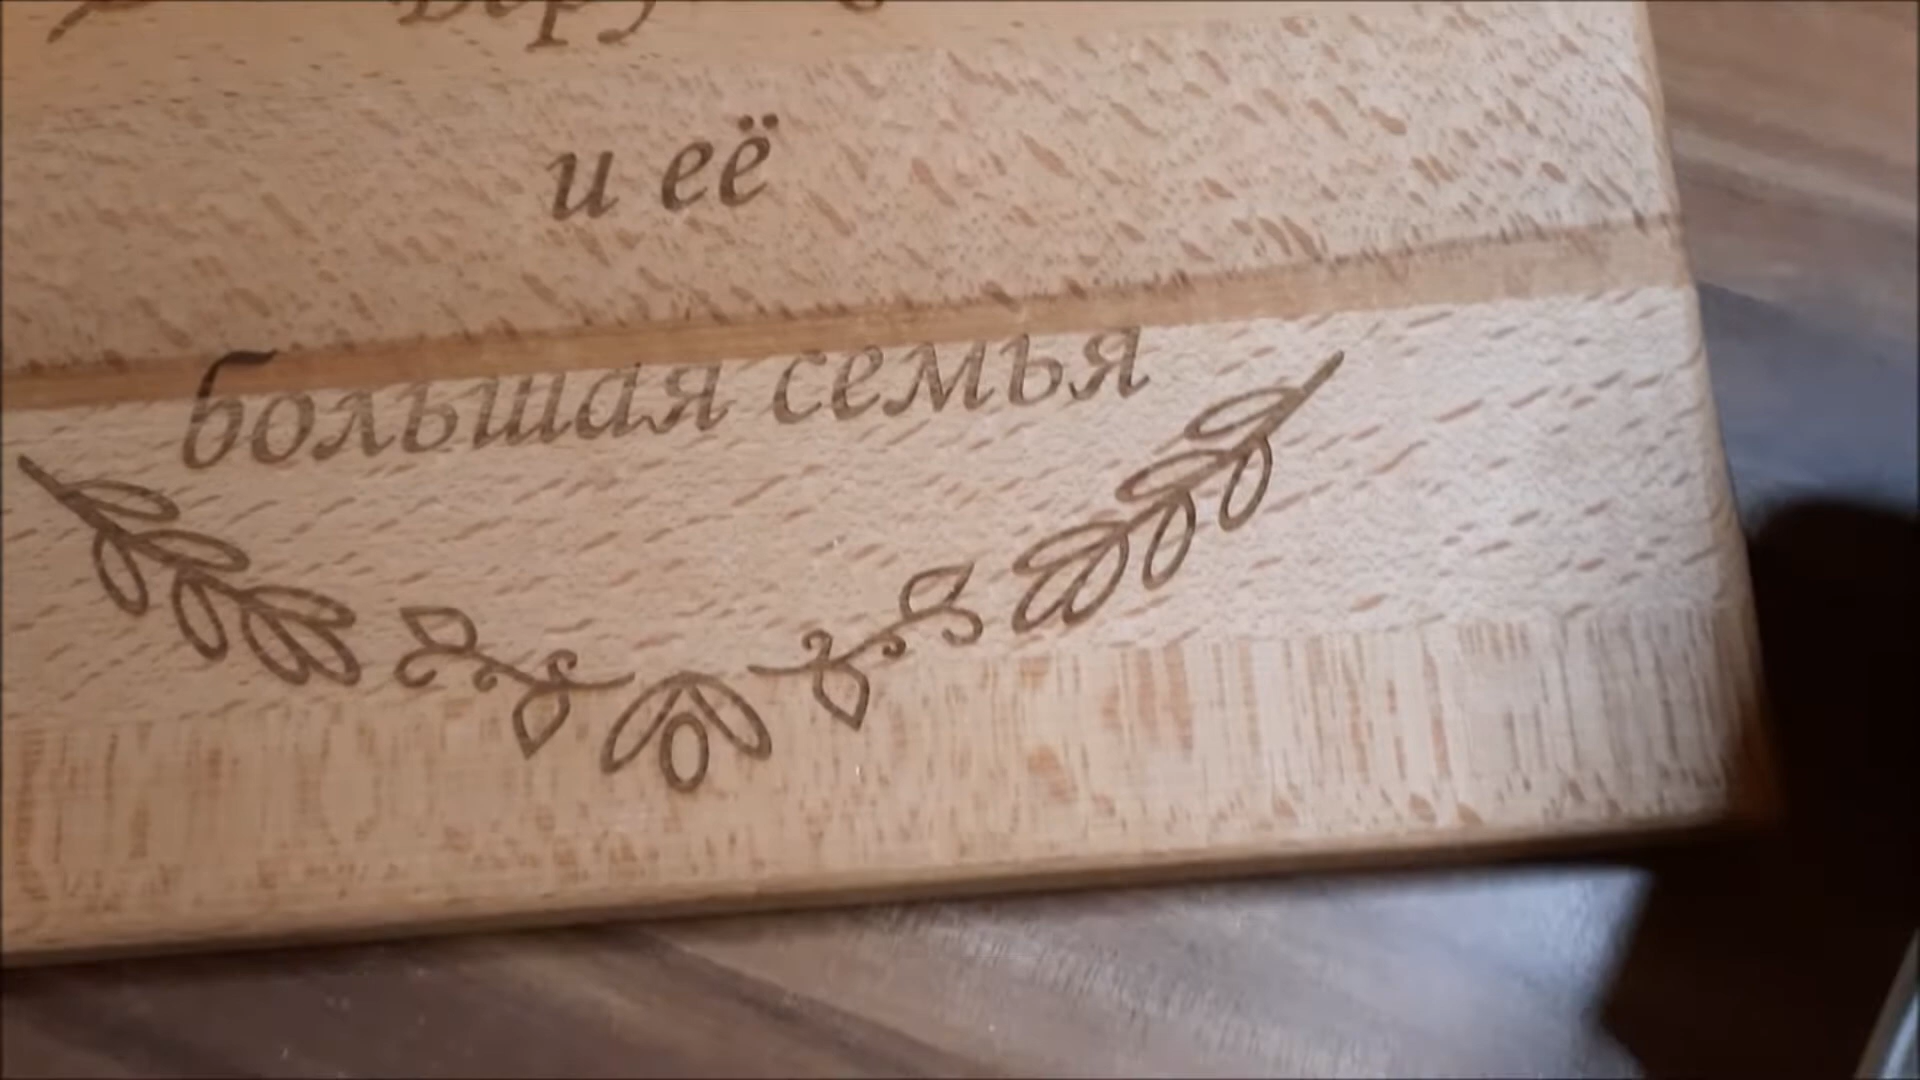 и её
большая семья